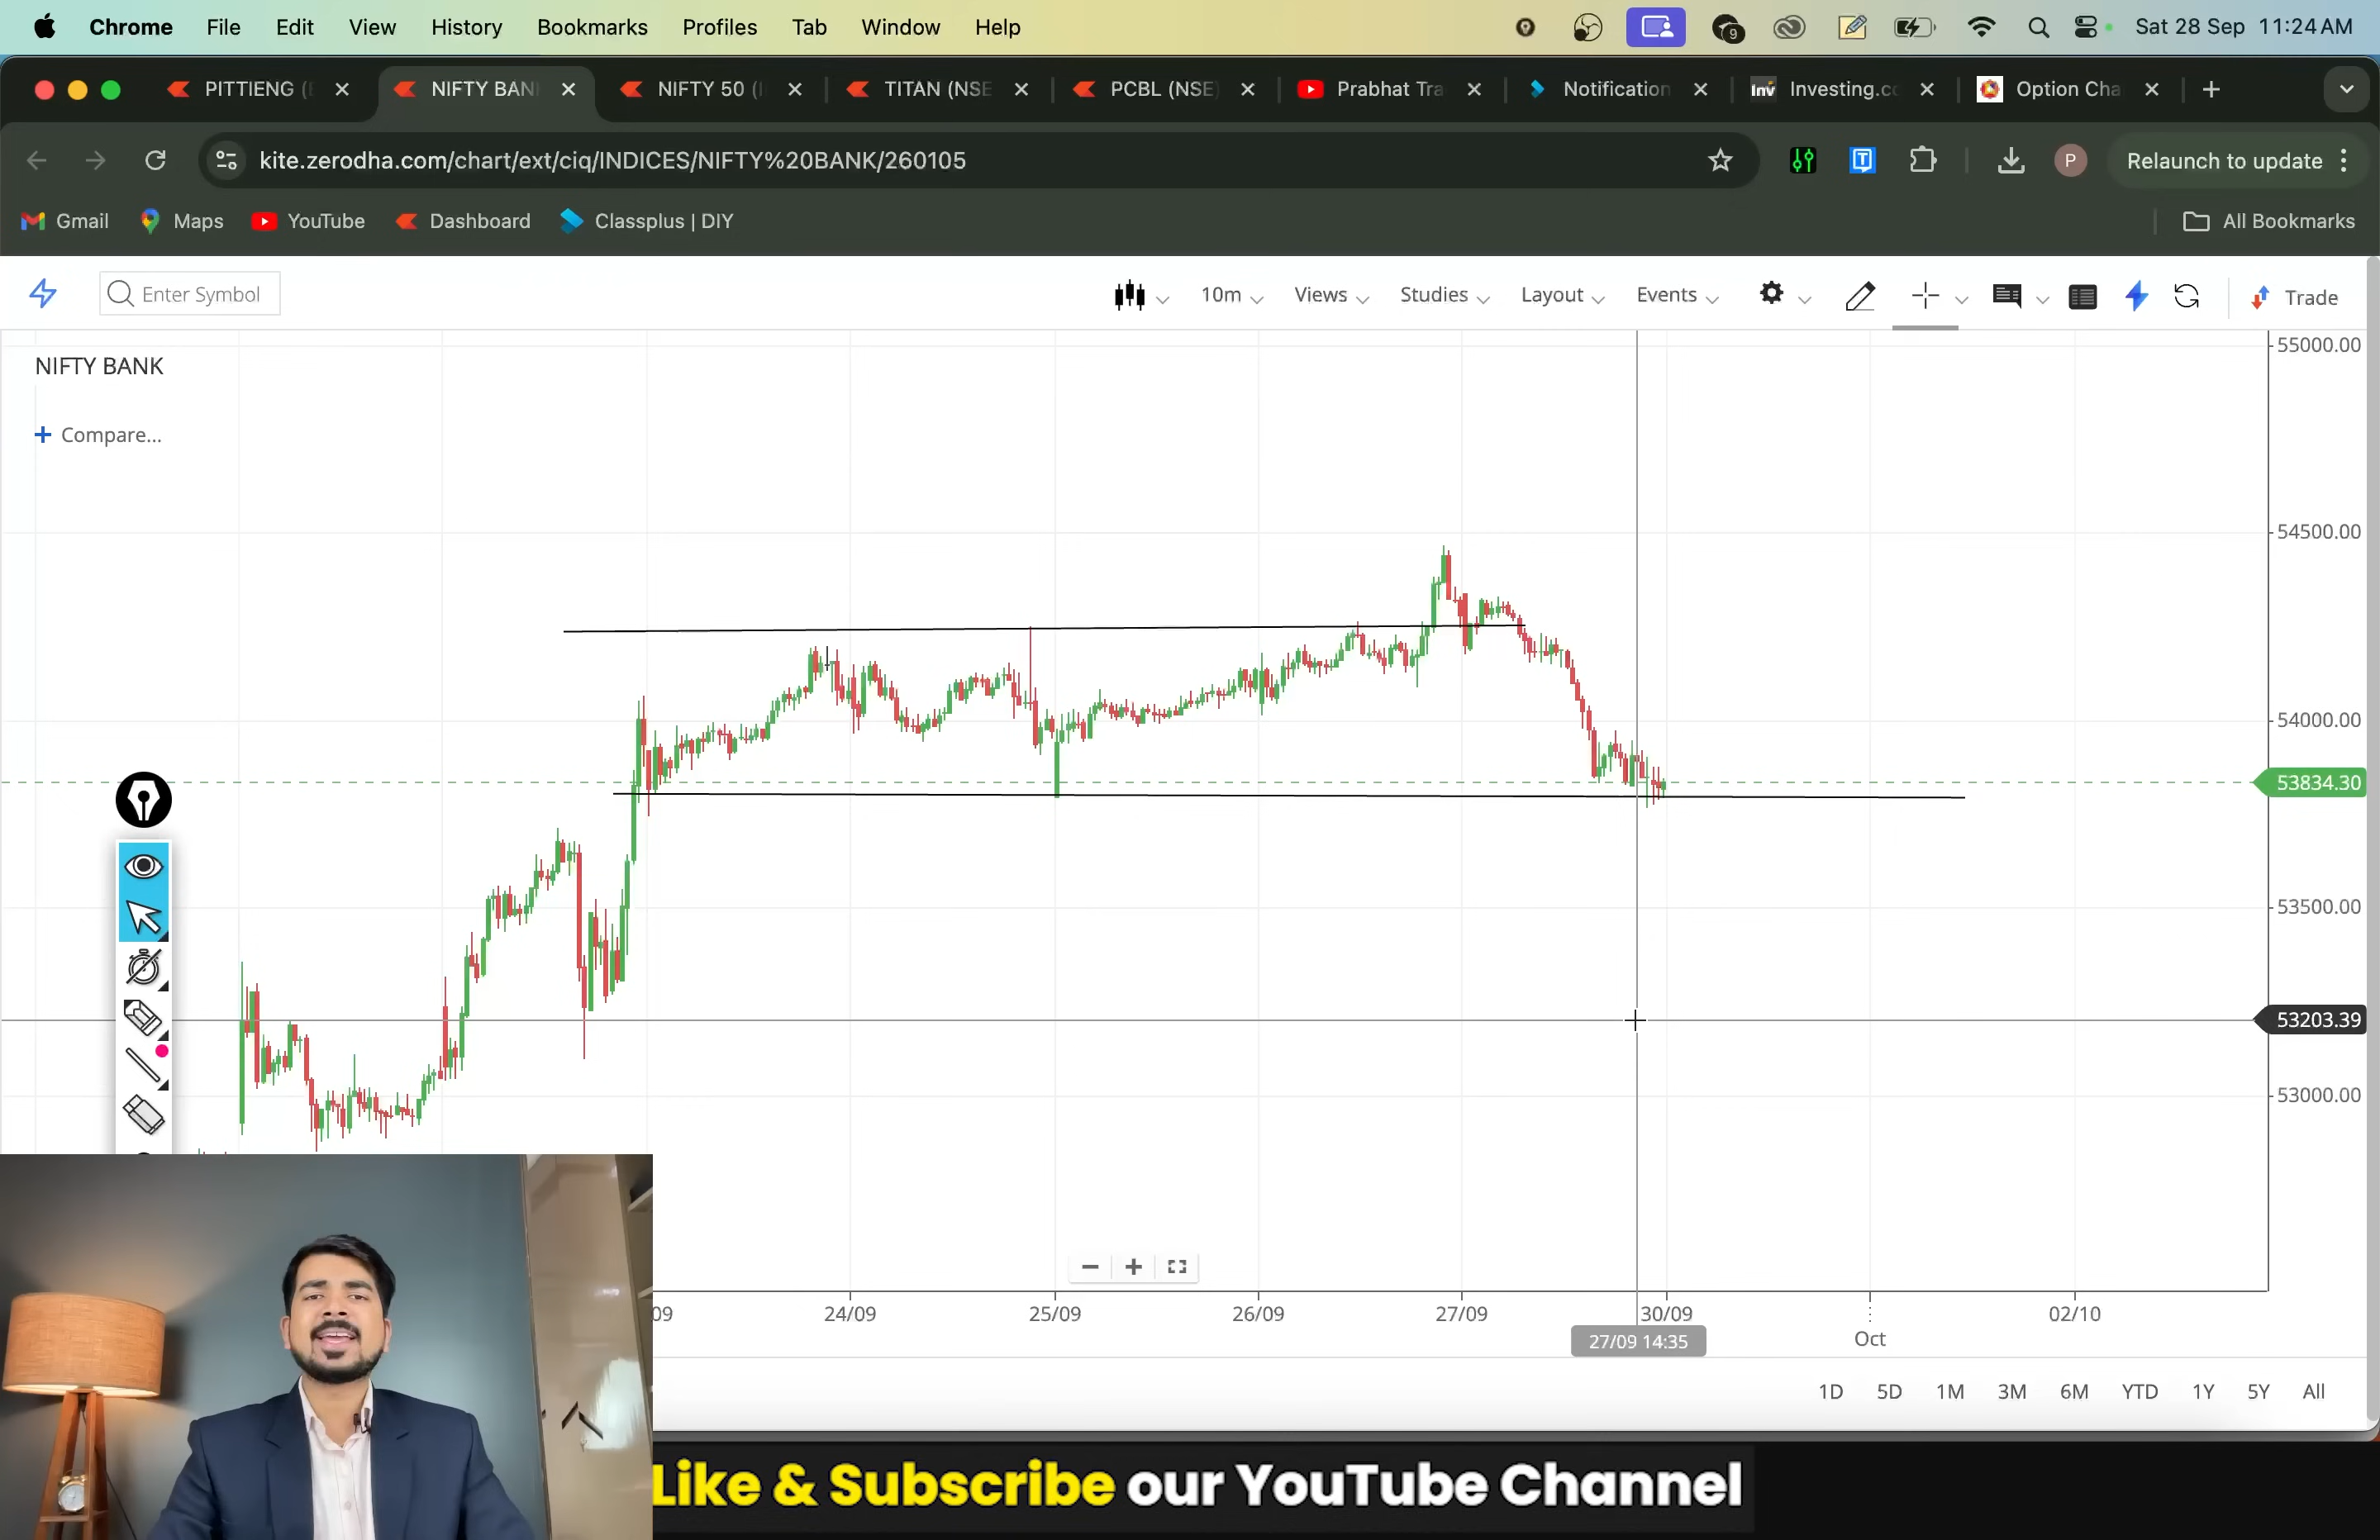 Chrome File Edit View History Bookmarks Profiles Tab Window Help 9 Sat 28 Sep 11:24 AM
PITTIENG ( NIFTY BAN NIFTY 50 ( TITAN (NSE PCBL (NSE) Prabhat Tra Notification Inv Investing.co Option Cha
kite.zerodha.com/chart/ext/ciq/INDICES/NIFTY%20BANK/260105 P Relaunch to update
Gmail Maps YouTube Dashboard Classplus | DIY All Bookmarks
Enter Symbol 10m Views Studies Layout Events Trade
NIFTY BANK
Compare...
55000.00
54500.00
54000.00
53834.30
53500.00
53203.39
53000.00
09 24/09 25/09 26/09 27/09 30/09 02/10
27/09 14:35 Oct
1D 5D 1M 3M 6M YTD 1Y 5Y All
Like & Subscribe our YouTube Channel